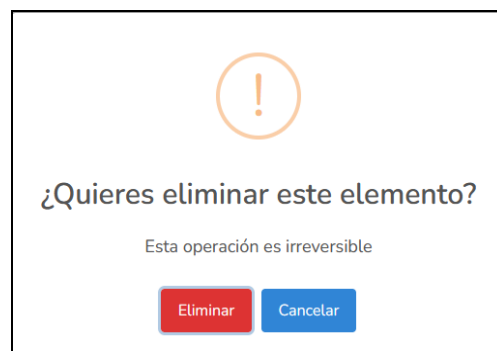 ¿Quieres eliminar este elemento?
Esta operación es irreversible
Eliminar Cancelar